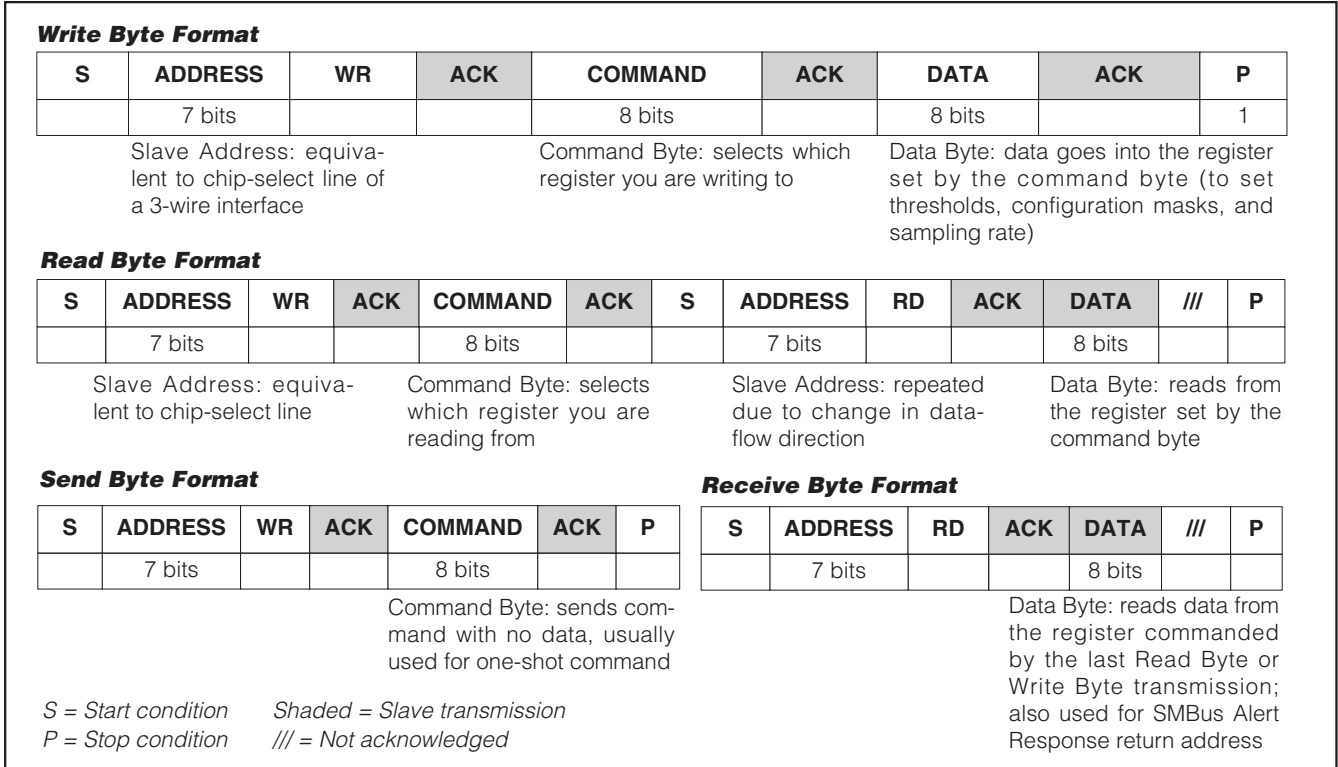 Write Byte Format
S ADDRESS WR ACK COMMAND ACK DATA ACK P
7 bits 8 bits 8 bits 1
Slave Address: equiva-
lent to chip-select line of
a 3-wire interface
Command Byte: selects which
register you are writing to
Data Byte: data goes into the register
set by the command byte (to set
thresholds, configuration masks, and
sampling rate)
Read Byte Format
S ADDRESS WR ACK COMMAND ACK S ADDRESS RD ACK DATA /// P
7 bits 8 bits 7 bits 8 bits
Slave Address: equiva-
lent to chip-select line
Command Byte: selects
which register you are
reading from
Slave Address: repeated
due to change in data-
flow direction
Data Byte: reads from
the register set by the
command byte
Send Byte Format
S ADDRESS WR ACK COMMAND ACK P
7 bits 8 bits
Command Byte: sends com-
mand with no data, usually
used for one-shot command
Receive Byte Format
S ADDRESS RD ACK DATA /// P
7 bits 8 bits
Data Byte: reads data from
the register commanded
by the last Read Byte or
Write Byte transmission;
also used for SMBus Alert
Response return address
S = Start condition Shaded = Slave transmission
P = Stop condition /// = Not acknowledged